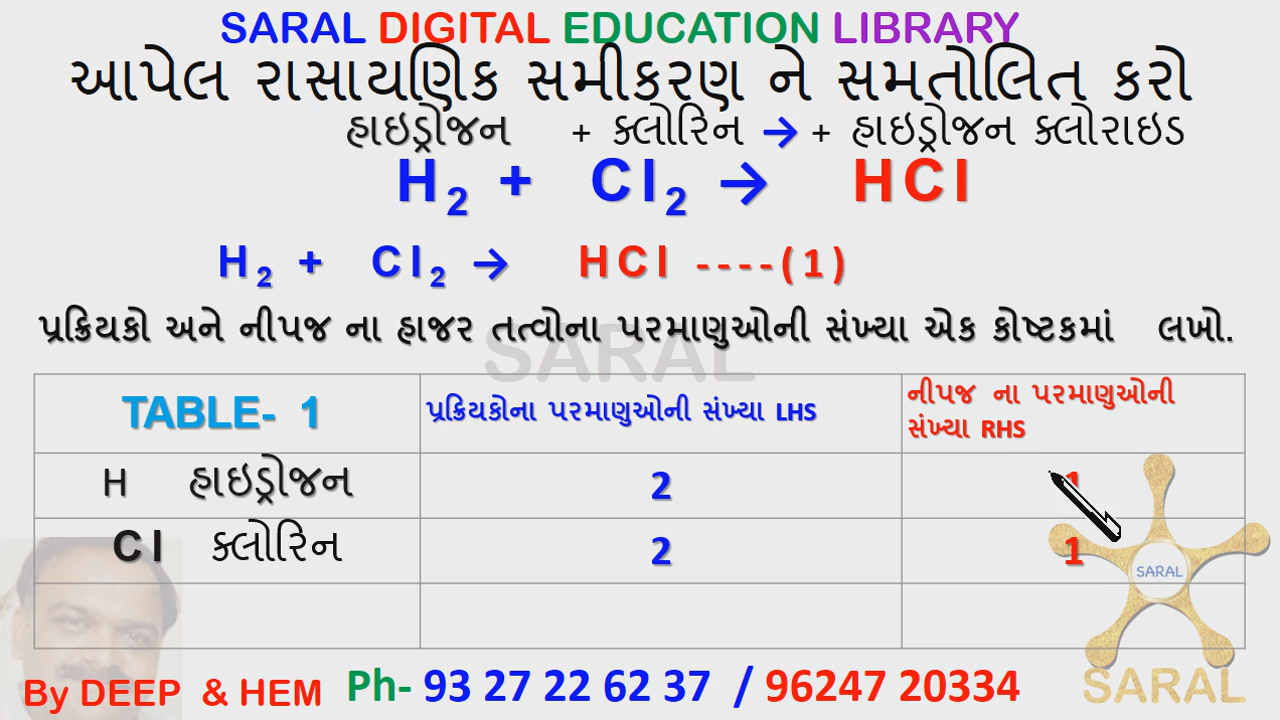 SARAL DIGITAL EDUCATION LIBRARY
આપેલ રાસાયણિક સમીકરણ ને સમતોલિત કરો
હાઇડ્રોજન + ક્લોરિન → + હાઇડ્રોજન ક્લોરાઇડ
H₂ + Cl₂ → HCl
H₂ + Cl₂ → HCl ----(1)
SARAL
પ્રક્રિયકો અને નીપજ ના હાજર તત્વોના પરમાણુઓની સંખ્યા એક કોષ્ટકમાં લખો.
TABLE- 1 પ્રક્રિયકોના પરમાણુઓની સંખ્યા LHS નીપજ ના પરમાણુઓની
સંખ્યા RHS
H હાઇડ્રોજન 2 1
Cl ક્લોરિન 2 1
SARAL
SARAL
By DEEP & HEM Ph- 93 27 22 62 37 / 96247 20334